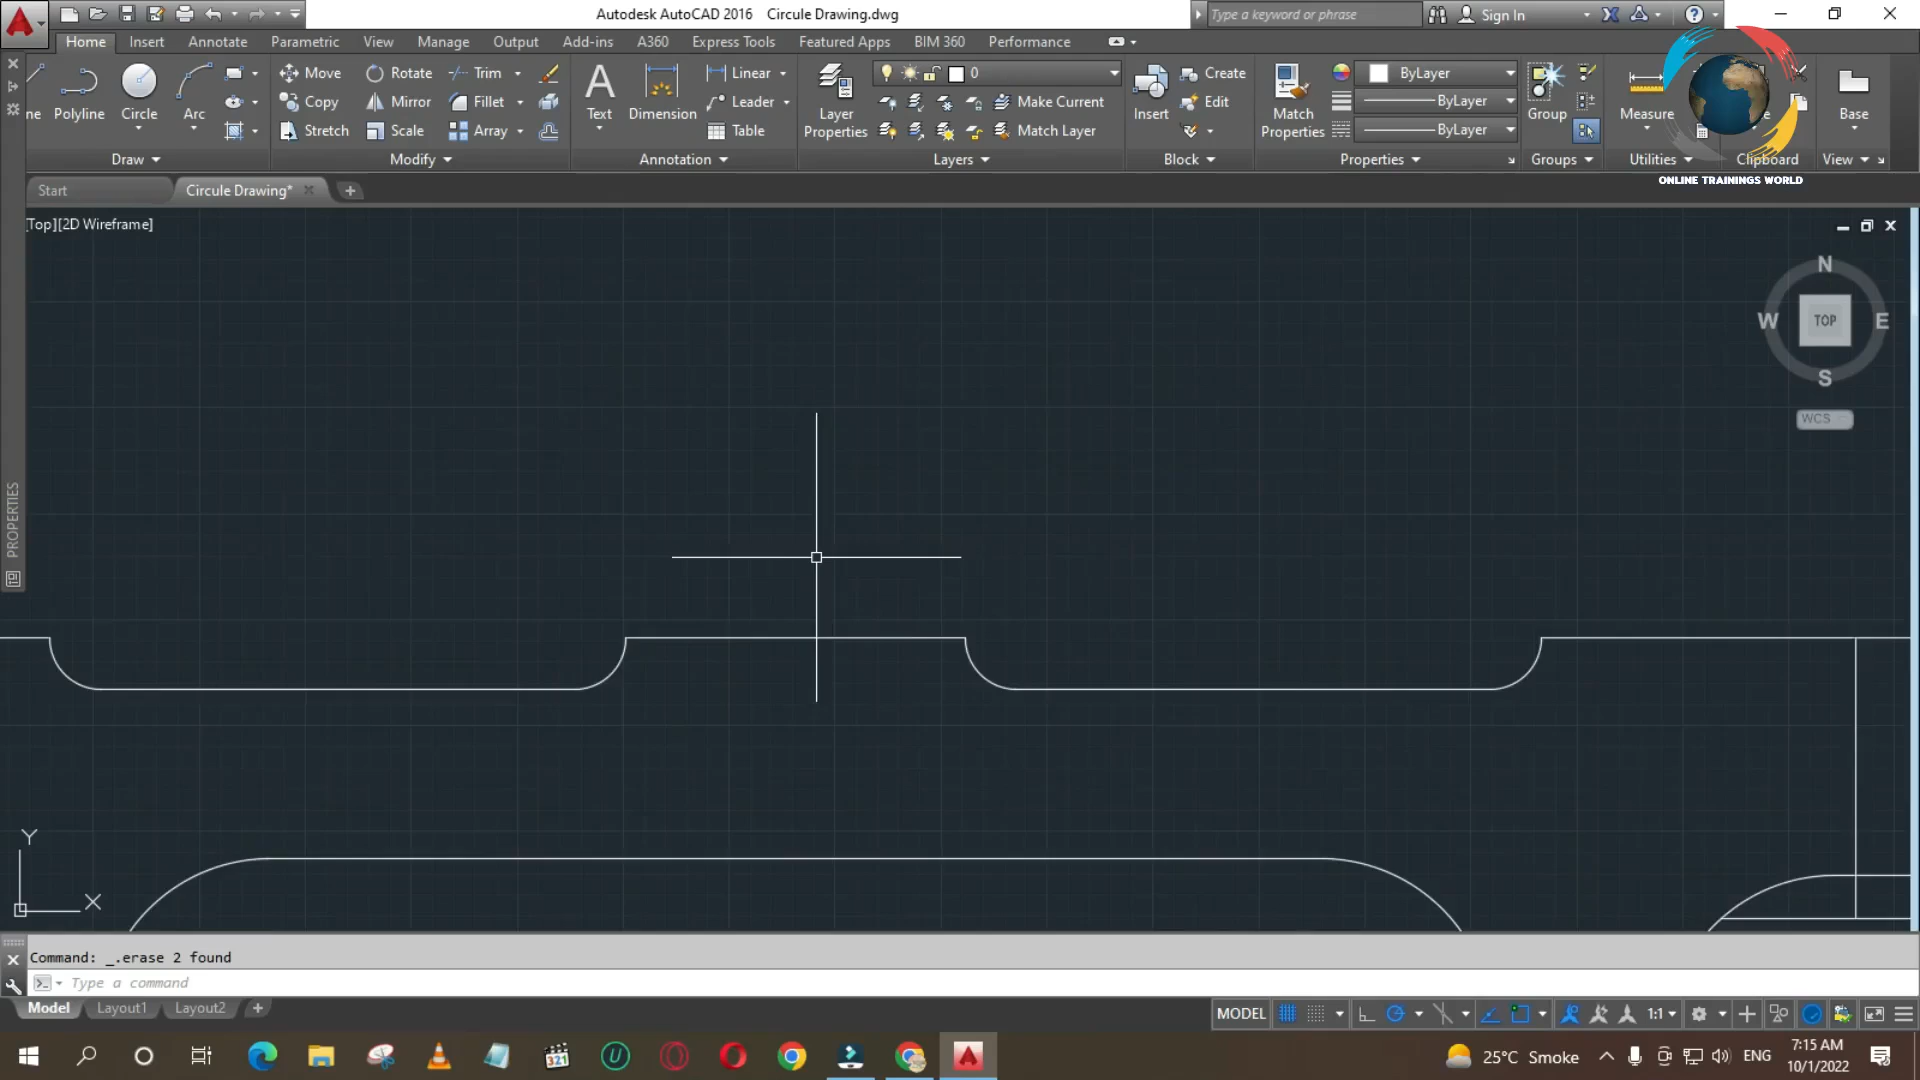 Autodesk AutoCAD 2016 Circule Drawing.dwg
Type a keyword or phrase
Sign In
Home Insert Annotate Parametric View Manage Output Add-ins A360 Express Tools Featured Apps BIM 360 Performance
ne Polyline Circle Arc
Move Rotate Trim
Copy Mirror Fillet
Stretch Scale Array
Text Dimension
Linear
Leader
Table
Layer
Properties
0
Make Current
Match Layer
Insert
Create
Edit
Match
Properties
ByLayer
ByLayer
ByLayer
Group
Measure
Base
Draw Modify Annotation Layers Block Properties Groups Utilities Clipboard View
ONLINE TRAININGS WORLD
Start Circule Drawing*
[Top][2D Wireframe]
N
W TOP E
S
WCS
PROPERTIES
Y
X
Command: _.erase 2 found
Type a command
Model Layout1 Layout2
MODEL 1:1
321
U
25°C Smoke
ENG
7:15 AM
10/1/2022